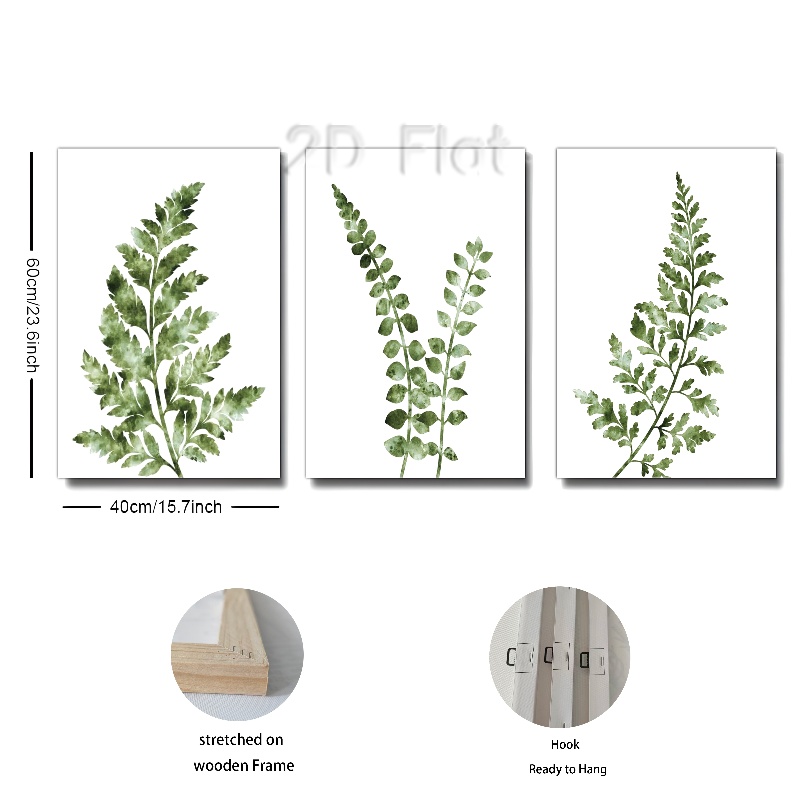 2D Flat
60cm/23.6inch
40cm/15.7inch
stretched on
wooden Frame
Hook
Ready to Hang